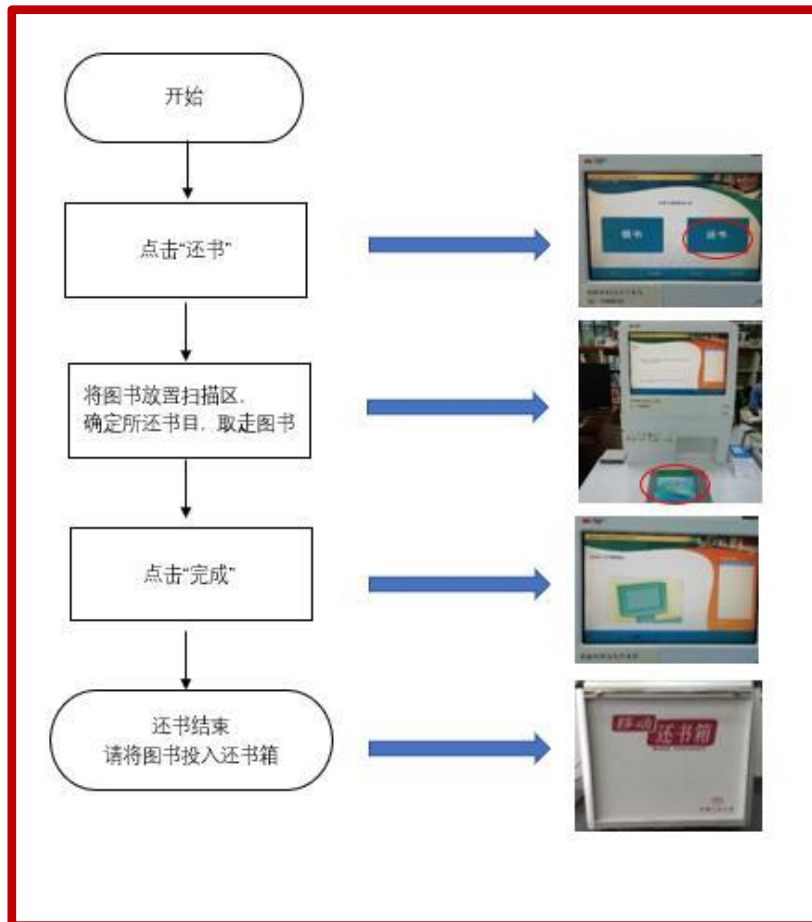 开始
点击“还书”
借书
还书
将图书放置扫描区,
确定所还书目, 取走图书
点击“完成”
还书结束
请将图书投入还书箱
移动
还书箱